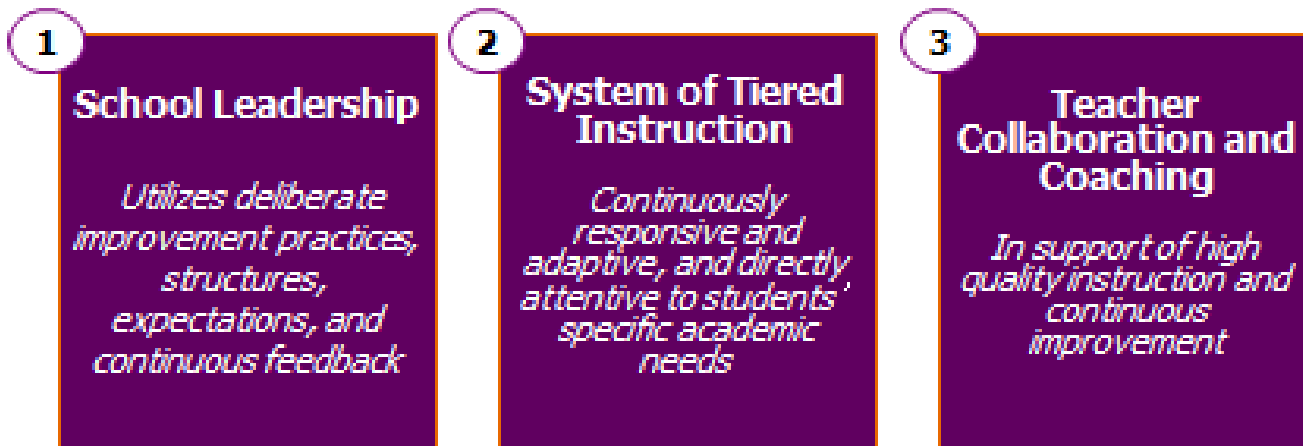 1
School Leadership
Utilizes deliberate
improvement practices,
structures,
expectations, and
continuous feedback
2
System of Tiered
Instruction
Continuously
responsive and
adaptive, and directly
attentive to students’
specific academic
needs
3
Teacher
Collaboration and
Coaching
In support of high
quality instruction and
continuous
improvement